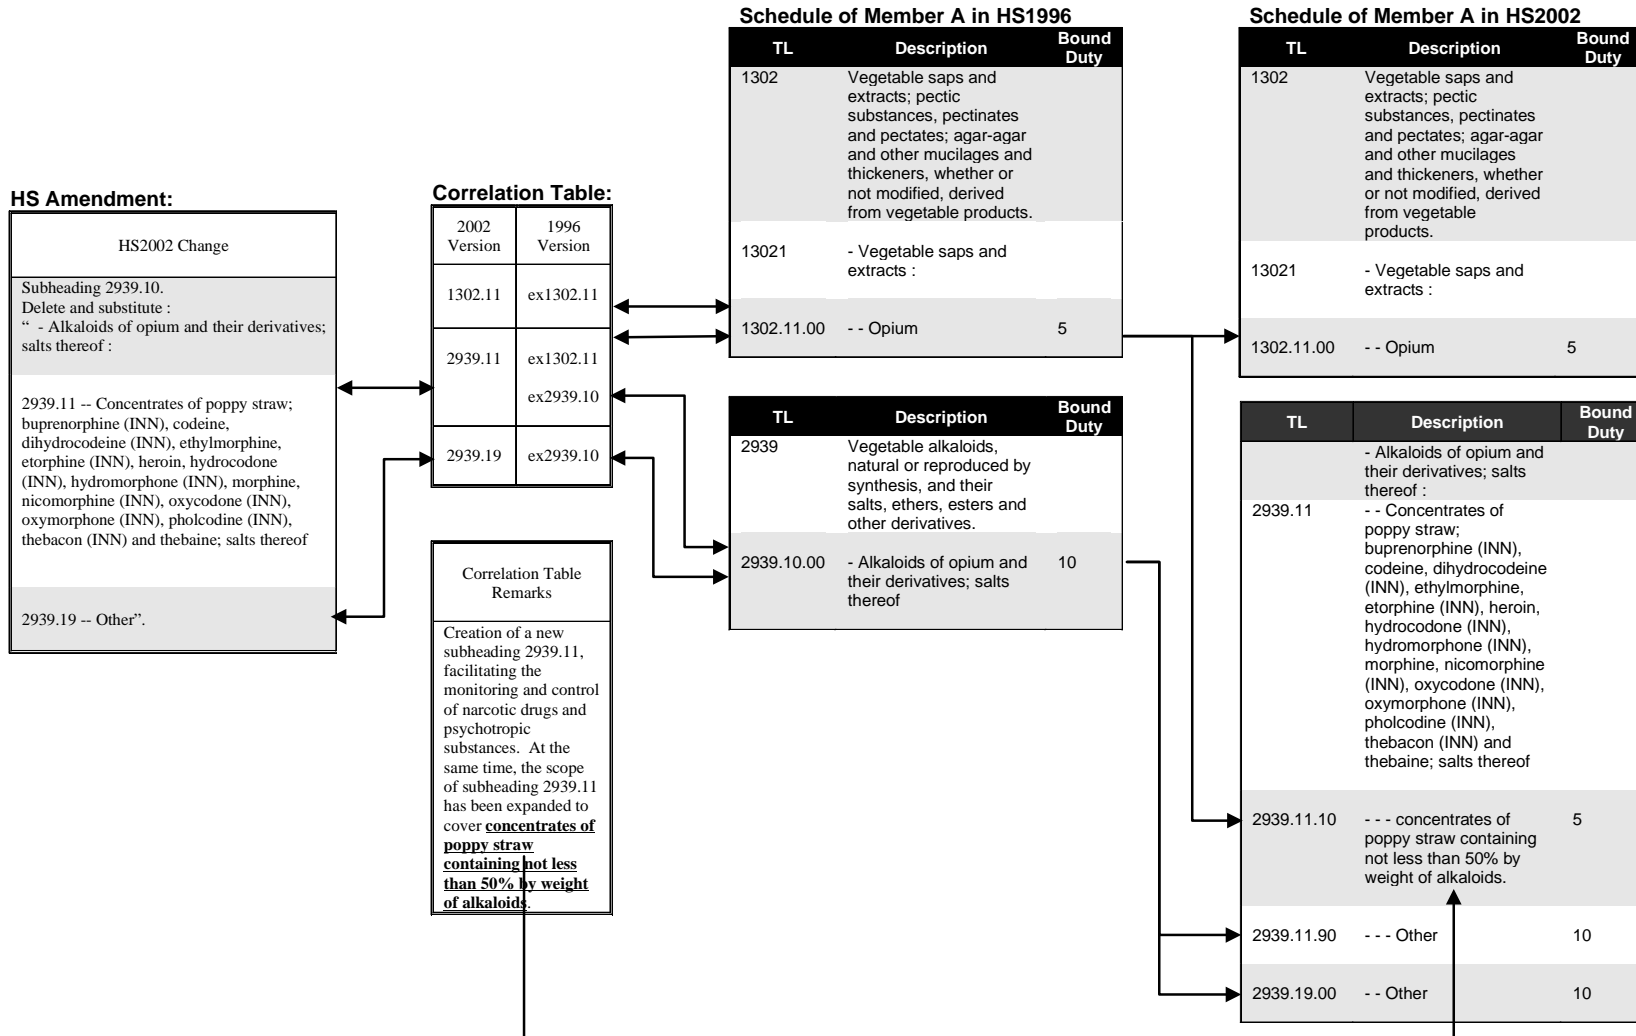 HS Amendment:
HS2002 Change
Subheading 2939.10.
Delete and substitute :
“ - Alkaloids of opium and their derivatives;
salts thereof :
2939.11 -- Concentrates of poppy straw;
buprenorphine (INN), codeine,
dihydrocodeine (INN), ethylmorphine,
etorphine (INN), heroin, hydrocodone
(INN), hydromorphone (INN), morphine,
nicomorphine (INN), oxycodone (INN),
oxymorphone (INN), pholcodine (INN),
thebacon (INN) and thebaine; salts thereof
2939.19 -- Other”.
Correlation Table:
2002 Version 1996 Version
1302.11 ex1302.11
2939.11 ex1302.11
ex2939.10
2939.19 ex2939.10
Correlation Table
Remarks
Creation of a new
subheading 2939.11,
facilitating the
monitoring and control
of narcotic drugs and
psychotropic
substances. At the
same time, the scope
of subheading 2939.11
has been expanded to
cover concentrates of
poppy straw
containing not less
than 50% by weight
of alkaloids.
Schedule of Member A in HS1996
TL Description Bound Duty
1302 Vegetable saps and
extracts; pectic
substances, pectinates
and pectates; agar-agar
and other mucilages and
thickeners, whether or
not modified, derived
from vegetable products.
13021 - Vegetable saps and
extracts :
1302.11.00 - - Opium 5
TL Description Bound Duty
2939 Vegetable alkaloids,
natural or reproduced by
synthesis, and their
salts, ethers, esters and
other derivatives.
2939.10.00 - Alkaloids of opium and 10
their derivatives; salts
thereof
Schedule of Member A in HS2002
TL Description Bound Duty
1302 Vegetable saps and
extracts; pectic
substances, pectinates
and pectates; agar-agar
and other mucilages
and thickeners, whether
or not modified, derived
from vegetable
products.
13021 - Vegetable saps and
extracts :
1302.11.00 - - Opium 5
TL Description Bound Duty
- Alkaloids of opium and
their derivatives; salts
thereof :
2939.11 - - Concentrates of
poppy straw;
buprenorphine (INN),
codeine, dihydrocodeine
(INN), ethylmorphine,
etorphine (INN), heroin,
hydrocodone (INN),
hydromorphone (INN),
morphine, nicomorphine
(INN), oxycodone (INN),
oxymorphone (INN),
pholcodine (INN),
thebacon (INN) and
thebaine; salts thereof
2939.11.10 - - - concentrates of 5
poppy straw containing
not less than 50% by
weight of alkaloids.
2939.11.90 - - - Other 10
2939.19.00 - - Other 10